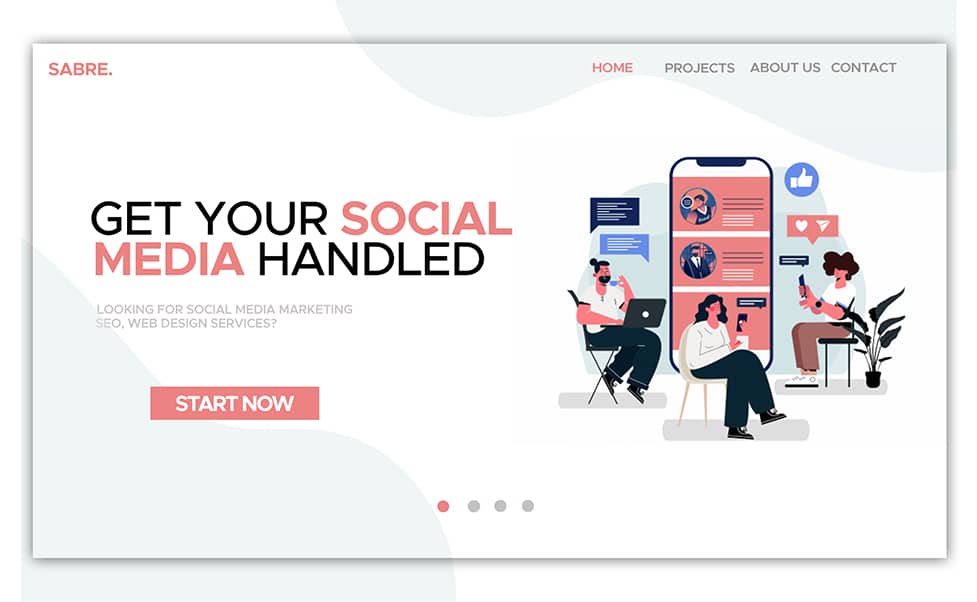 SABRE.
HOME PROJECTS ABOUT US CONTACT
GET YOUR SOCIAL
MEDIA HANDLED
LOOKING FOR SOCIAL MEDIA MARKETING
SEO, WEB DESIGN SERVICES?
START NOW